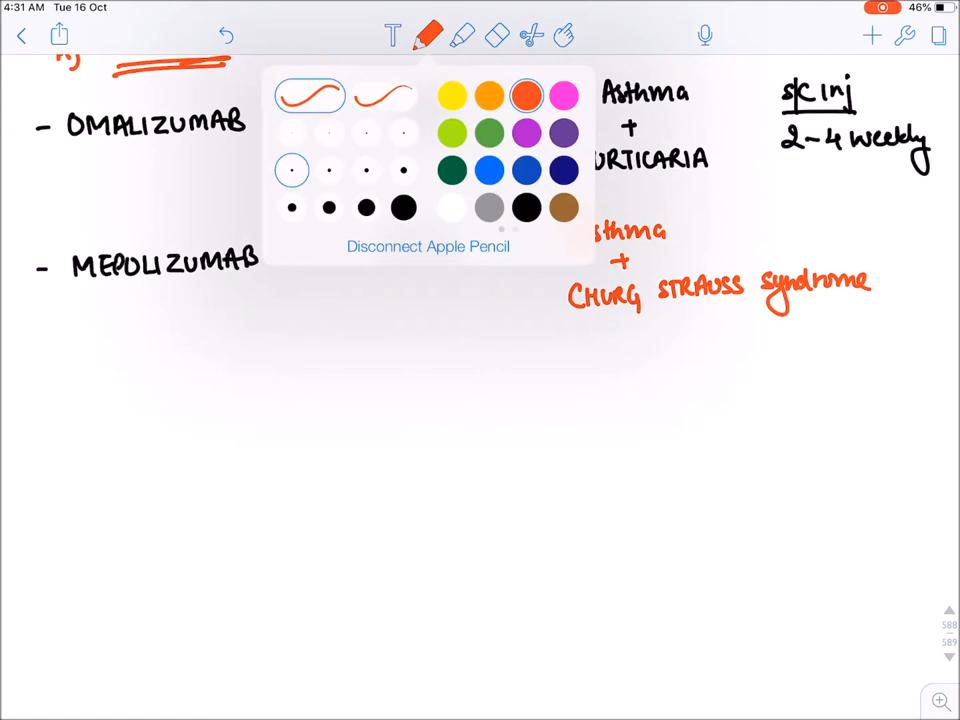 4:31 AM Tue 16 Oct
46%
T
- OMALIZUMAB
Asthma
+
URTICARIA
s/c Inj
2-4 weekly
Disconnect Apple Pencil
- MEPOLIZUMAB
sthma
+
CHURG STRAUSS syndrome
588
589